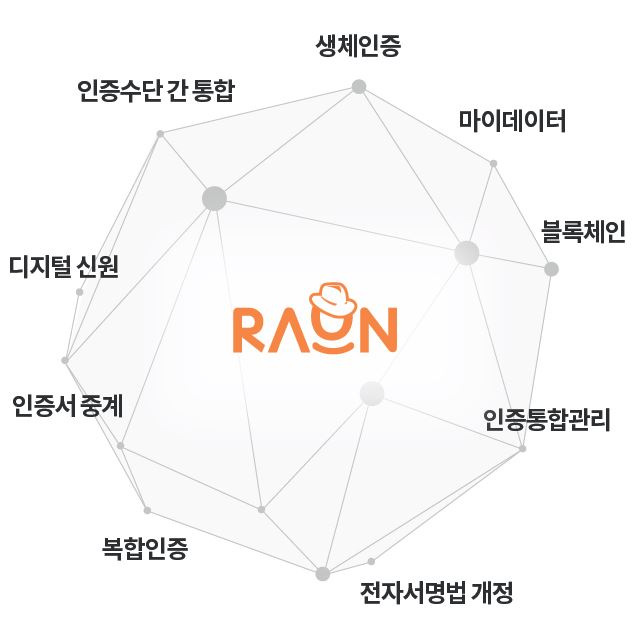 생체인증
인증수단 간 통합
마이데이터
블록체인
디지털 신원
RAON
인증서 중계
인증통합관리
복합인증
전자서명법 개정